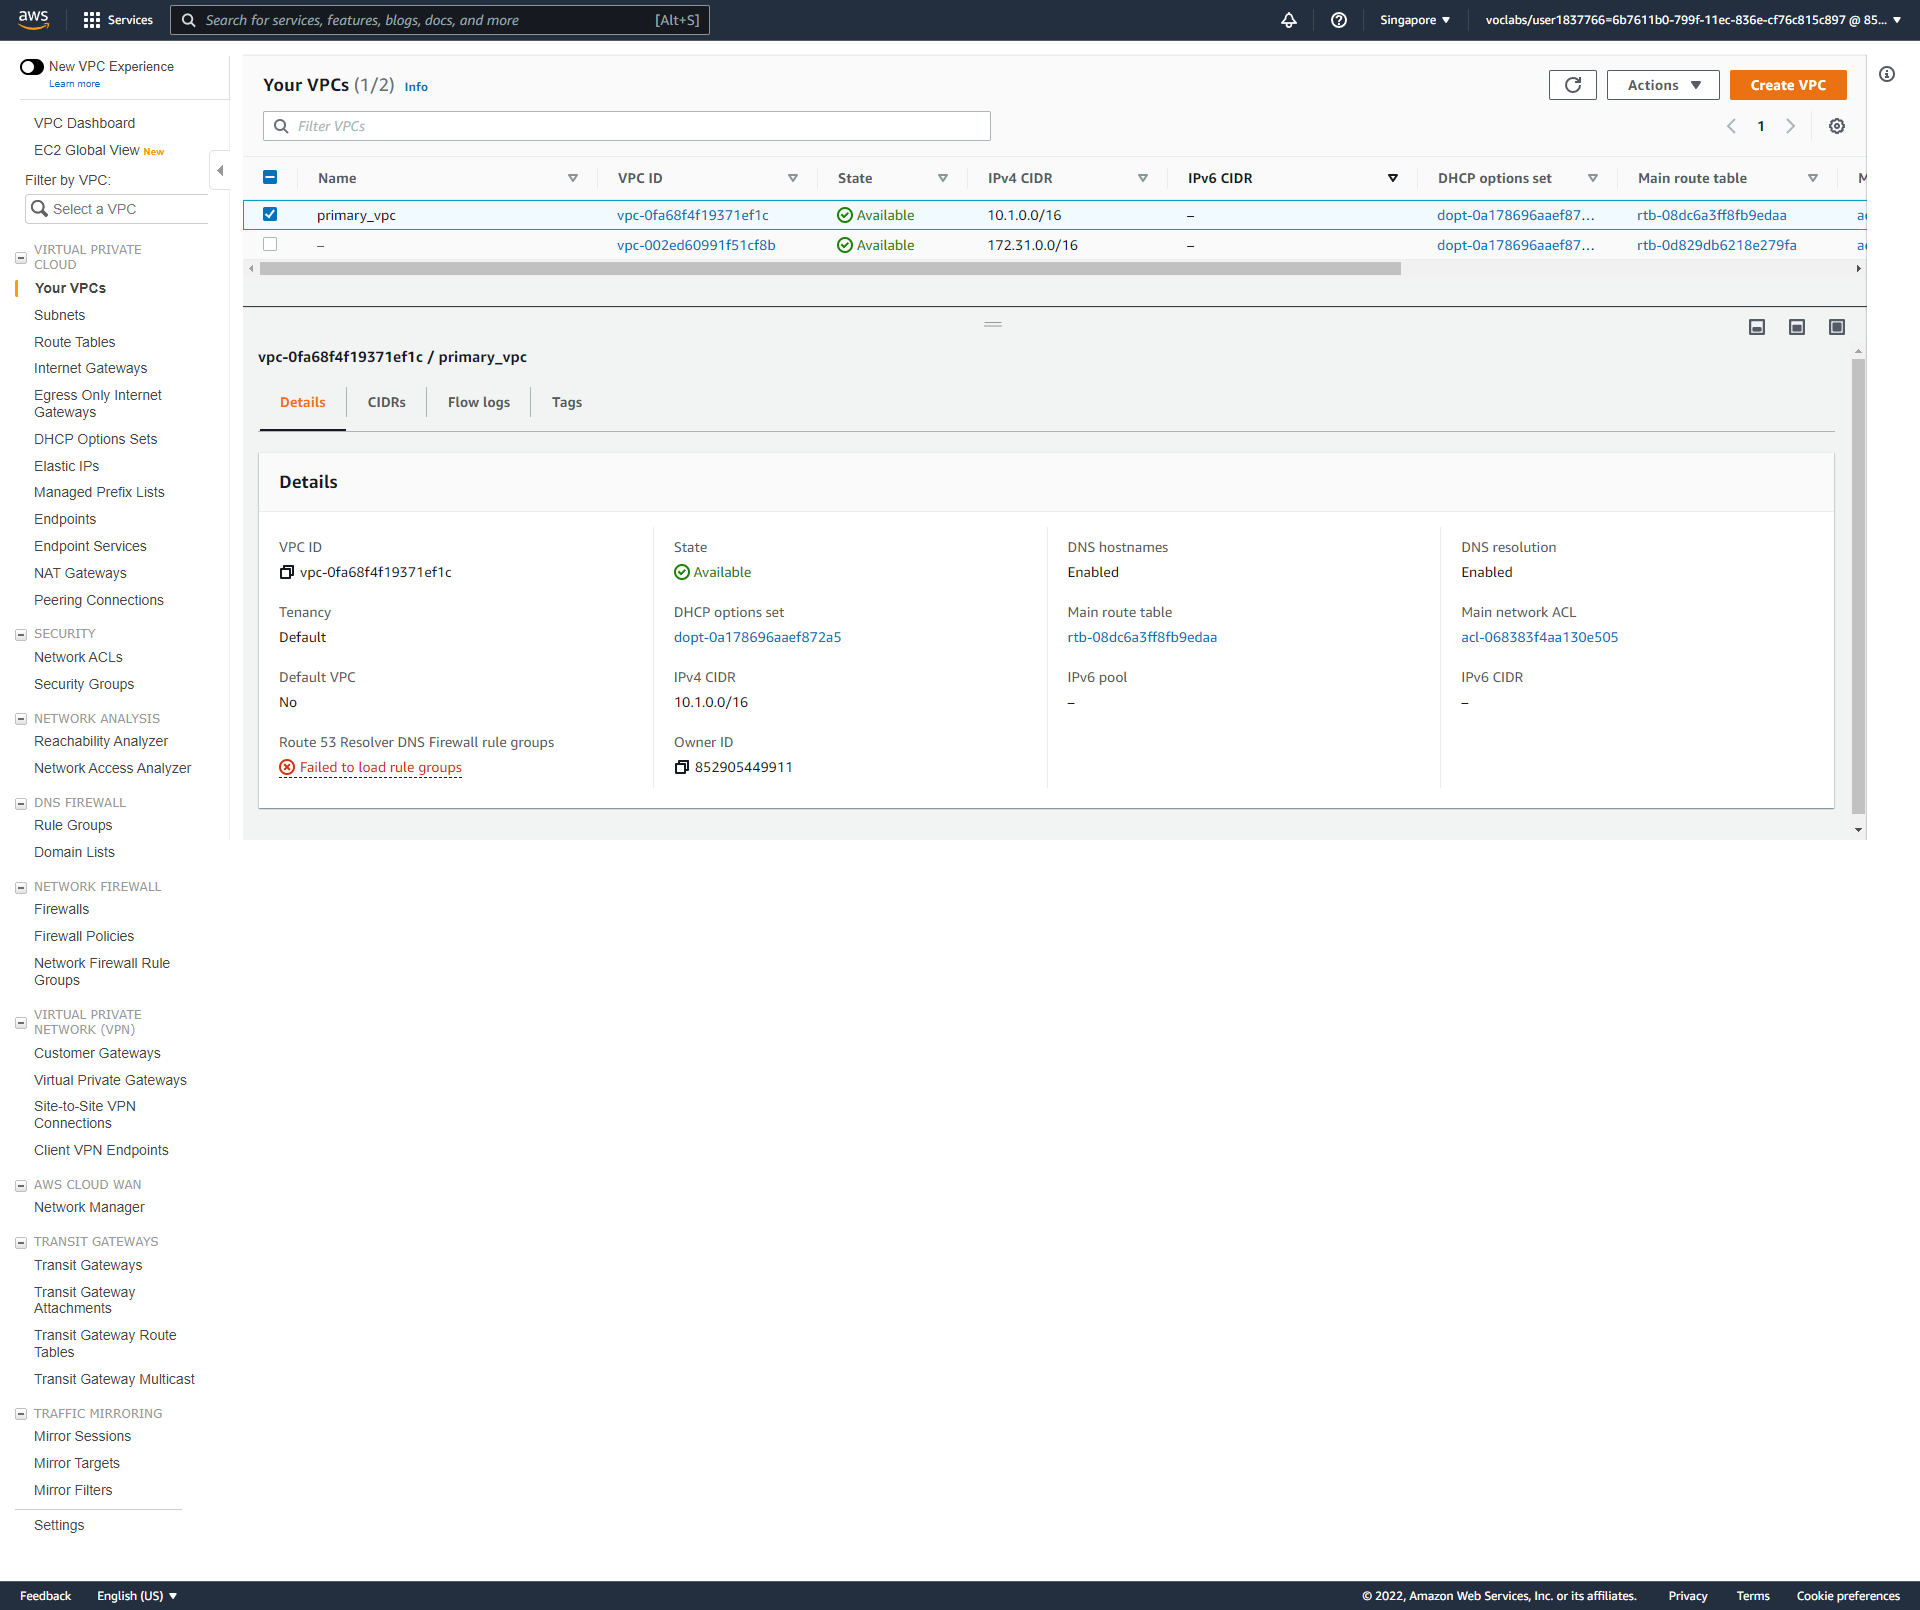 aws
Services
Search for services, features, blogs, docs, and more
[Alt+S]
Singapore
voclabs/user1837766=6b7611b0-799f-11ec-836e-cf76c815c897 @ 85...
New VPC Experience
Learn more
VPC Dashboard
EC2 Global View New
Filter by VPC:
Select a VPC
VIRTUAL PRIVATE
CLOUD
Your VPCs
Subnets
Route Tables
Internet Gateways
Egress Only Internet
Gateways
DHCP Options Sets
Elastic IPs
Managed Prefix Lists
Endpoints
Endpoint Services
NAT Gateways
Peering Connections
SECURITY
Network ACLs
Security Groups
NETWORK ANALYSIS
Reachability Analyzer
Network Access Analyzer
DNS FIREWALL
Rule Groups
Domain Lists
NETWORK FIREWALL
Firewalls
Firewall Policies
Network Firewall Rule
Groups
VIRTUAL PRIVATE
NETWORK (VPN)
Customer Gateways
Virtual Private Gateways
Site-to-Site VPN
Connections
Client VPN Endpoints
AWS CLOUD WAN
Network Manager
TRANSIT GATEWAYS
Transit Gateways
Transit Gateway
Attachments
Transit Gateway Route
Tables
Transit Gateway Multicast
TRAFFIC MIRRORING
Mirror Sessions
Mirror Targets
Mirror Filters
Settings
Your VPCs (1/2) Info
Actions
Create VPC
Filter VPCs
1
Name VPC ID State IPv4 CIDR IPv6 CIDR DHCP options set Main route table M
primary_vpc vpc-0fa68f4f19371ef1c Available 10.1.0.0/16 – dopt-0a178696aaef87... rtb-08dc6a3ff8fb9edaa a
– vpc-002ed60991f51cf8b Available 172.31.0.0/16 – dopt-0a178696aaef87... rtb-0d829db6218e279fa a
vpc-0fa68f4f19371ef1c / primary_vpc
Details CIDRs Flow logs Tags
Details
VPC ID State DNS hostnames DNS resolution
vpc-0fa68f4f19371ef1c Available Enabled Enabled
Tenancy DHCP options set Main route table Main network ACL
Default dopt-0a178696aaef872a5 rtb-08dc6a3ff8fb9edaa acl-068383f4aa130e505
Default VPC IPv4 CIDR IPv6 pool IPv6 CIDR
No 10.1.0.0/16 – –
Route 53 Resolver DNS Firewall rule groups Owner ID
Failed to load rule groups 852905449911
Feedback English (US)
© 2022, Amazon Web Services, Inc. or its affiliates. Privacy Terms Cookie preferences